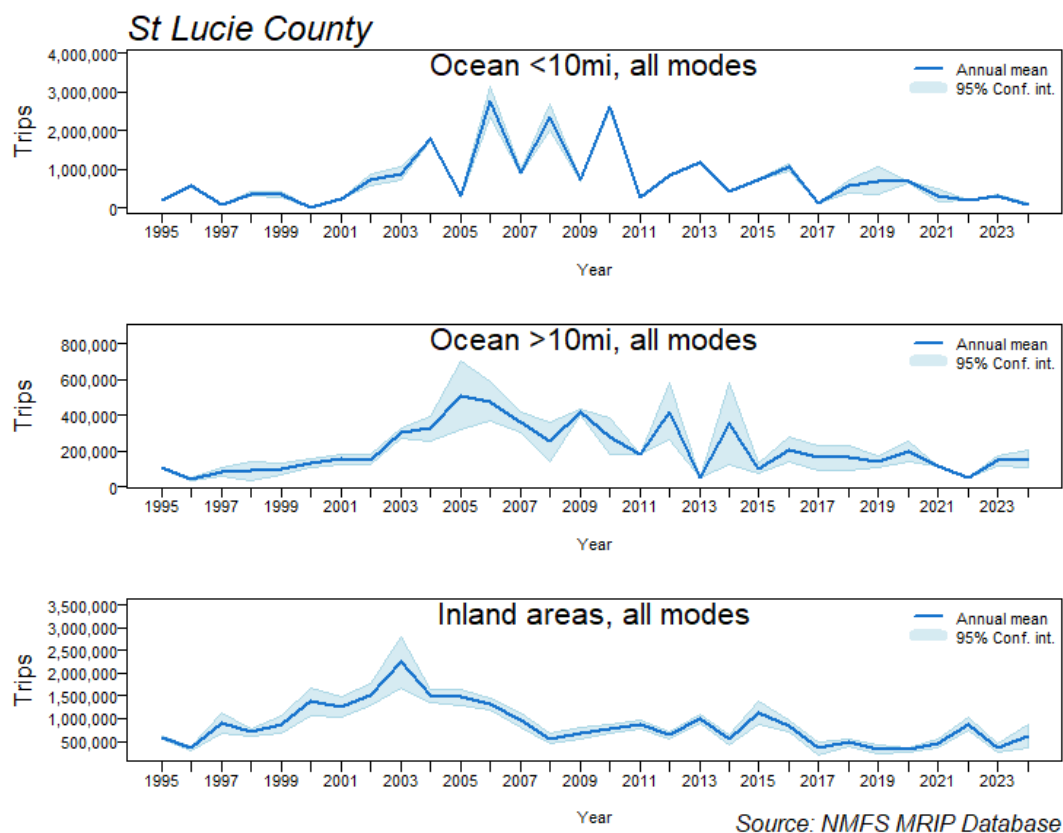 St Lucie County
Ocean <10mi, all modes
Annual mean
95% Conf. int.
Trips
4,000,000
3,000,000
2,000,000
1,000,000
0
1995 1997 1999 2001 2003 2005 2007 2009 2011 2013 2015 2017 2019 2021 2023
Year
Ocean >10mi, all modes
Annual mean
95% Conf. int.
Trips
800,000
600,000
400,000
200,000
0
1995 1997 1999 2001 2003 2005 2007 2009 2011 2013 2015 2017 2019 2021 2023
Year
Inland areas, all modes
Annual mean
95% Conf. int.
Trips
3,500,000
3,000,000
2,500,000
2,000,000
1,500,000
1,000,000
500,000
1995 1997 1999 2001 2003 2005 2007 2009 2011 2013 2015 2017 2019 2021 2023
Year
Source: NMFS MRIP Database